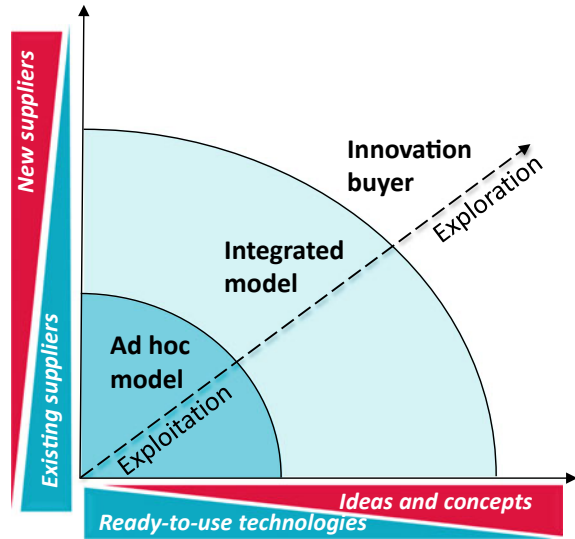 New suppliers
Existing suppliers
Innovation
buyer
Exploration
Integrated
model
Ad hoc
model
Exploitation
Ideas and concepts
Ready-to-use technologies